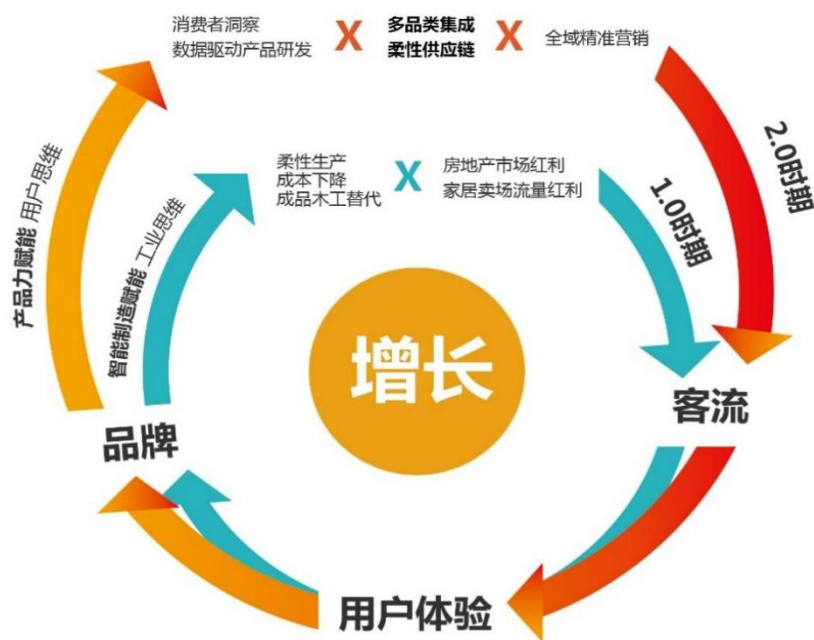 消费者洞察
数据驱动产品研发
X
多品类集成
柔性供应链
X
全域精准营销
2.0时期
产品力赋能 用户思维
柔性生产
成本下降
成品木工替代
X
房地产市场红利
家居卖场流量红利
1.0时期
智能制造赋能 工业思维
增长
客流
品牌
用户体验